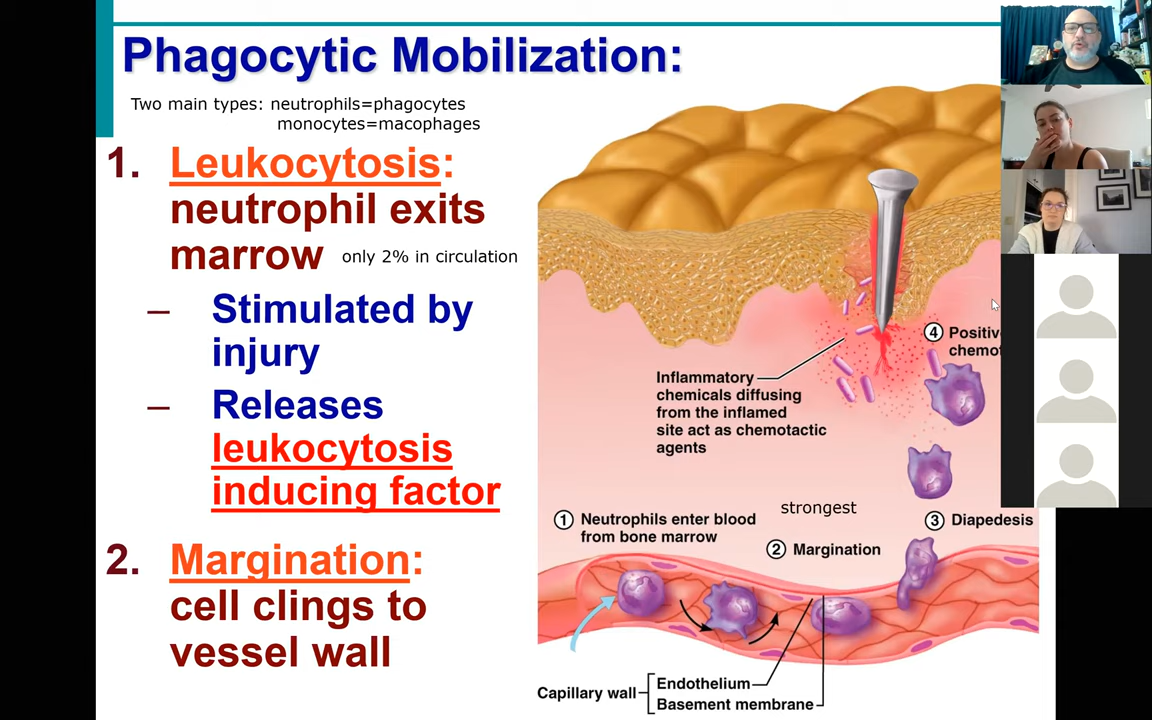 Phagocytic Mobilization:
Two main types: neutrophils=phagocytes
monocytes=macophages
1. Leukocytosis:
neutrophil exits
marrow only 2% in circulation
– Stimulated by
injury
– Releases
leukocytosis
inducing factor
2. Margination:
cell clings to
vessel wall
④ Positiv
chemot
Inflammatory
chemicals diffusing
from the inflamed
site act as chemotactic
agents
strongest
① Neutrophils enter blood
from bone marrow
② Margination
③ Diapedesis
Capillary wall
Endothelium
Basement membrane